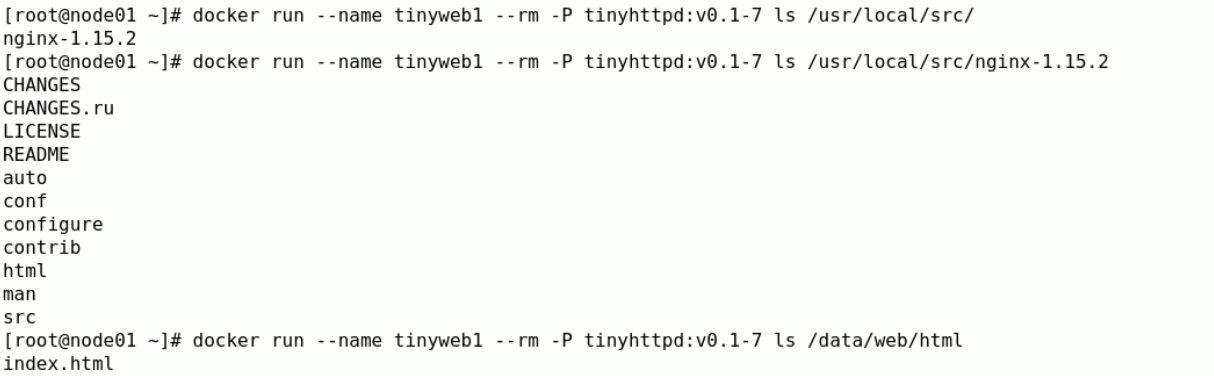 [root@node01 ~]# docker run --name tinyweb1 --rm -P tinyhttpd:v0.1-7 ls /usr/local/src/
nginx-1.15.2
[root@node01 ~]# docker run --name tinyweb1 --rm -P tinyhttpd:v0.1-7 ls /usr/local/src/nginx-1.15.2
CHANGES
CHANGES.ru
LICENSE
README
auto
conf
configure
contrib
html
man
src
[root@node01 ~]# docker run --name tinyweb1 --rm -P tinyhttpd:v0.1-7 ls /data/web/html
index.html